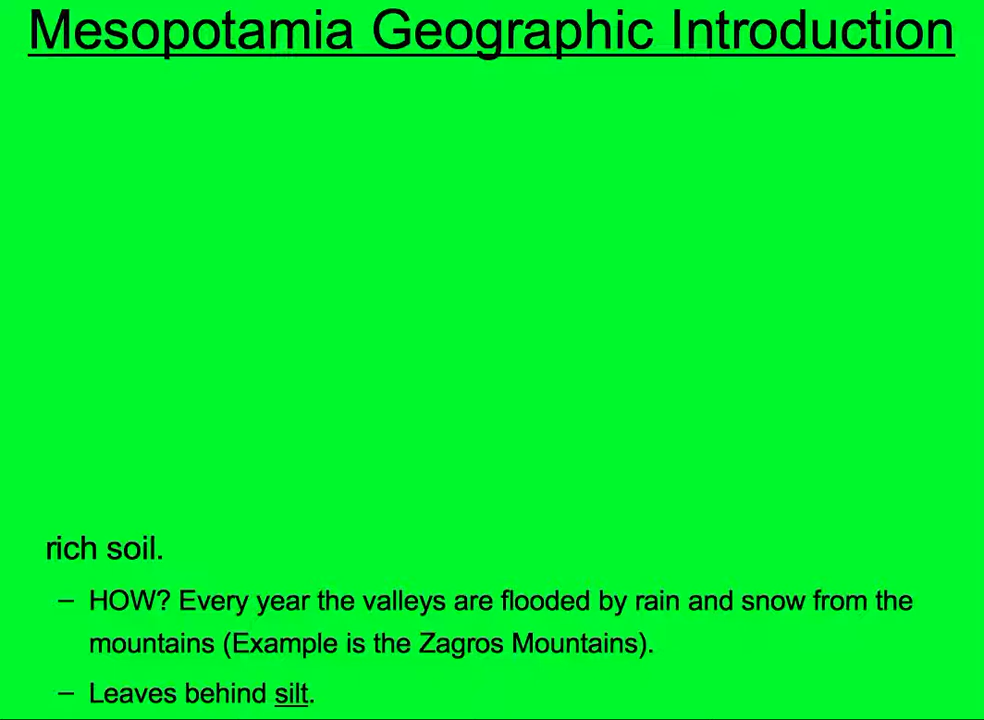 Mesopotamia Geographic Introduction
rich soil.
– HOW? Every year the valleys are flooded by rain and snow from the
mountains (Example is the Zagros Mountains).
– Leaves behind silt.